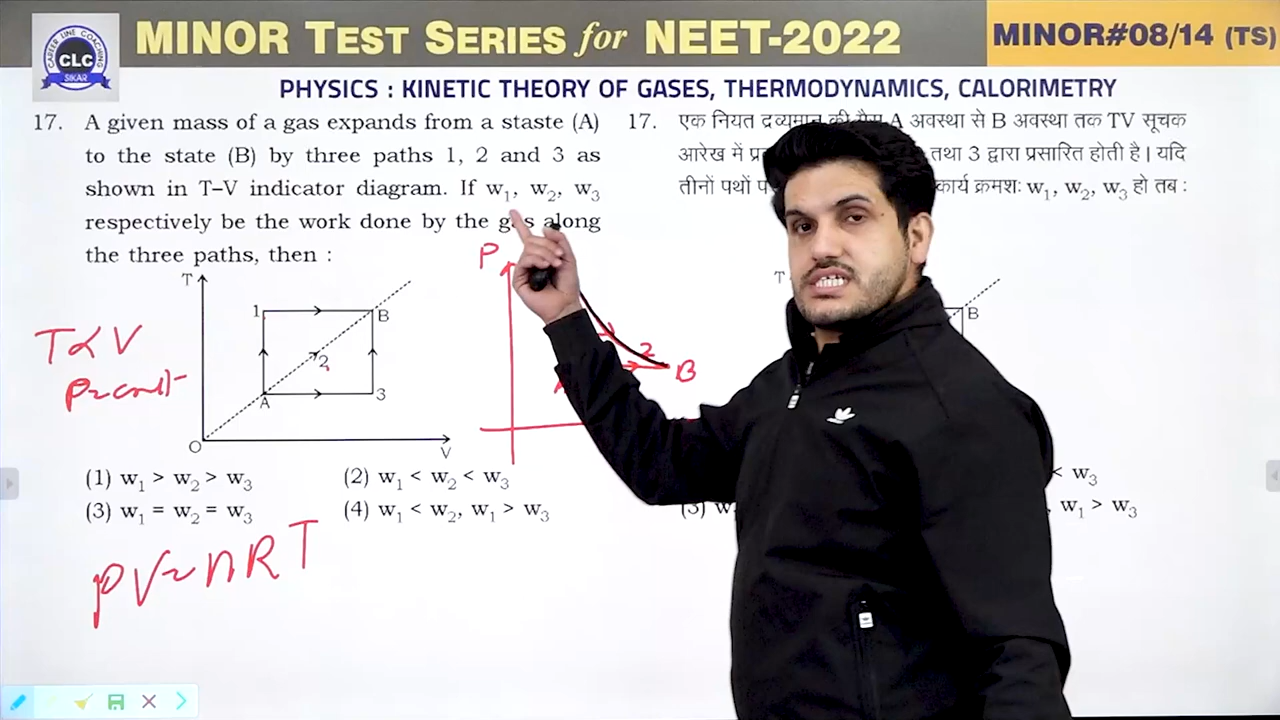 CAREER LINE COACHING
CLC
SIKAR
MINOR TEST SERIES for NEET-2022
MINOR#08/14 (TS)
PHYSICS : KINETIC THEORY OF GASES, THERMODYNAMICS, CALORIMETRY
17. A given mass of a gas expands from a staste (A)
to the state (B) by three paths 1, 2 and 3 as
shown in T–V indicator diagram. If w₁, w₂, w₃
respectively be the work done by the gas along
the three paths, then :
T
1
B
2
A
3
O
V
T∝V
P=const
P
2
B
(1) w₁ > w₂ > w₃
(2) w₁ < w₂ < w₃
(3) w₁ = w₂ = w₃
(4) w₁ < w₂, w₁ > w₃
PV=nRT
17. एक नियत द्रव्यमान की गैस A अवस्था से B अवस्था तक TV सूचक
आरेख में तथा 3 द्वारा प्रसारित होती है। यदि
तीनों पथों कार्य क्रमशः w₁, w₂, w₃ हो तब :
T
B
< w₃
(3) w
w₁ > w₃